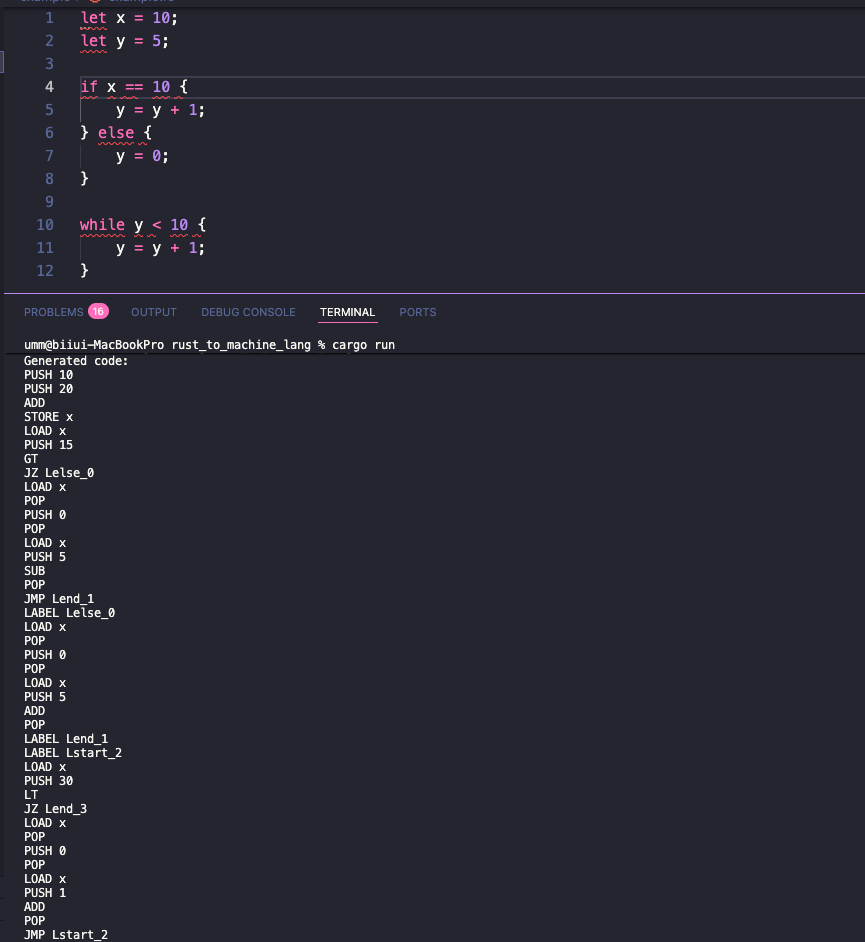 1 let x = 10;
2 let y = 5;
3
4 if x == 10 {
5 y = y + 1;
6 } else {
7 y = 0;
8 }
9
10 while y < 10 {
11 y = y + 1;
12 }
PROBLEMS 16 OUTPUT DEBUG CONSOLE TERMINAL PORTS
umm@biiui-MacBookPro rust_to_machine_lang % cargo run
Generated code:
PUSH 10
PUSH 20
ADD
STORE x
LOAD x
PUSH 15
GT
JZ Lelse_0
LOAD x
POP
PUSH 0
POP
LOAD x
PUSH 5
SUB
POP
JMP Lend_1
LABEL Lelse_0
LOAD x
POP
PUSH 0
POP
LOAD x
PUSH 5
ADD
POP
LABEL Lend_1
LABEL Lstart_2
LOAD x
PUSH 30
LT
JZ Lend_3
LOAD x
POP
PUSH 0
POP
LOAD x
PUSH 1
ADD
POP
JMP Lstart_2